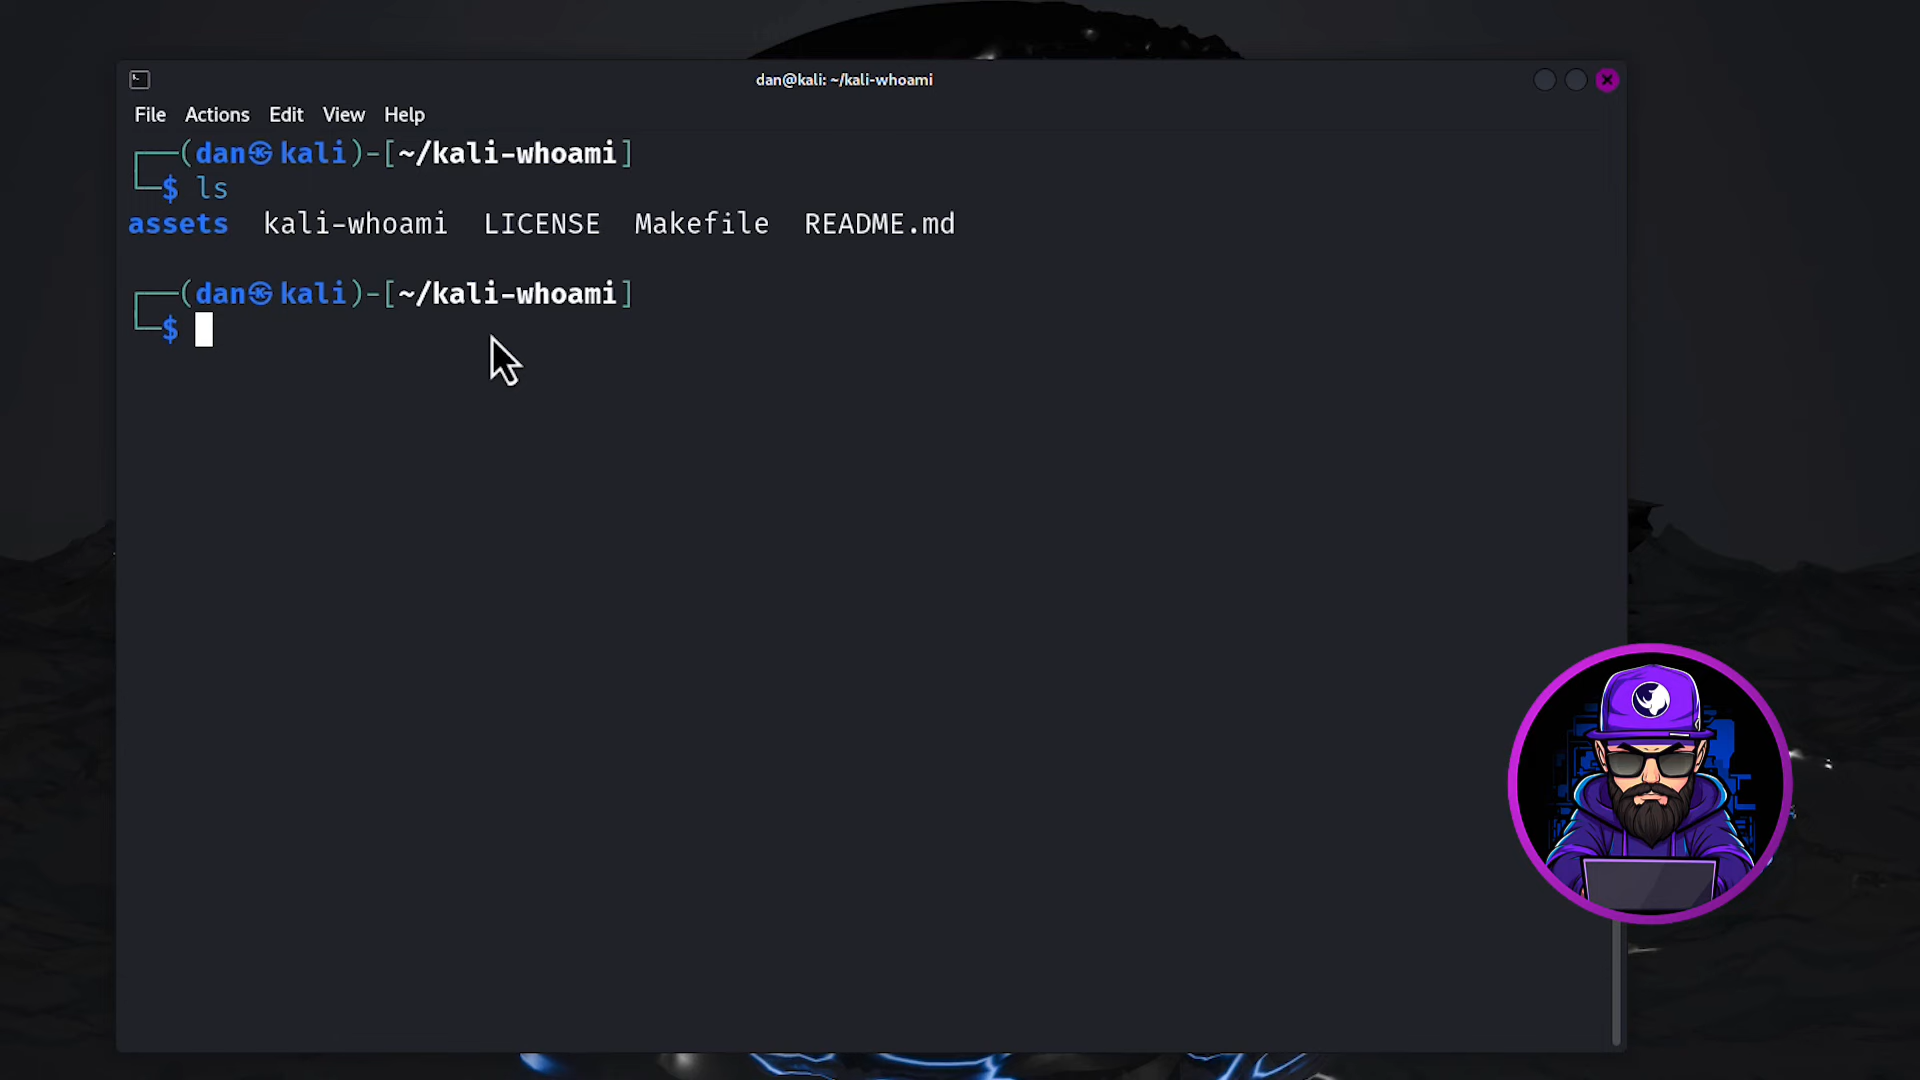 dan@kali: ~/kali-whoami
File Actions Edit View Help
┌──(dan㉿kali)-[~/kali-whoami]
└─$ ls
assets kali-whoami LICENSE Makefile README.md
┌──(dan㉿kali)-[~/kali-whoami]
└─$